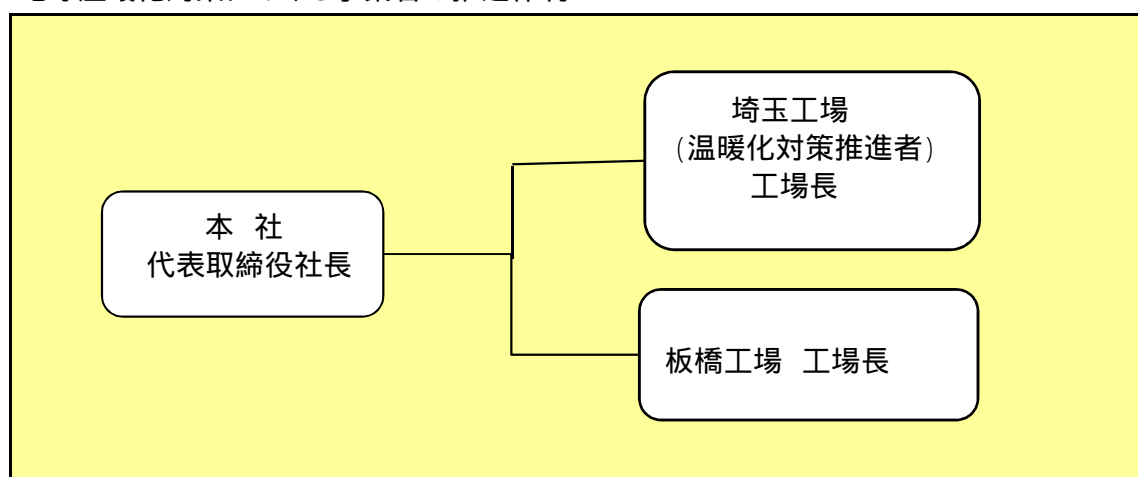 本 社
代表取締役社長
埼玉工場
(温暖化対策推進者)
工場長
板橋工場 工場長